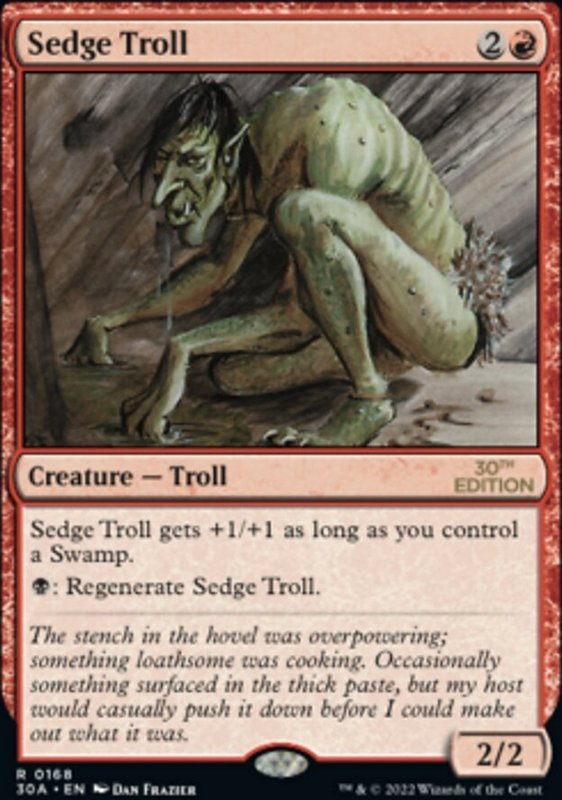 Sedge Troll 2
30TH
EDITION
Creature — Troll
Sedge Troll gets +1/+1 as long as you control
a Swamp.
: Regenerate Sedge Troll.
The stench in the hovel was overpowering;
something loathsome was cooking. Occasionally
something surfaced in the thick paste, but my host
would casually push it down before I could make
out what it was.
2/2
R 0168
30A • EN Dan Frazier
™ & © 2022 Wizards of the Coast